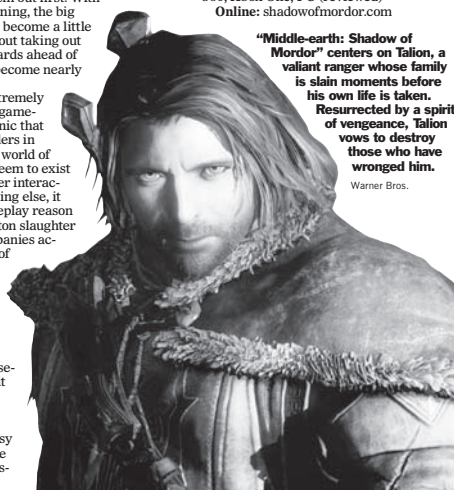 ning, the big
become a little
out taking out
ards ahead of
ecome nearly
tremely
game-
nic that
ers in
world of
eem to exist
er interac-
ing else, it
eplay reason
ton slaughter
panies ac-
of
se-
t
sy
e
s-
Online: shadowofmordor.com
“Middle-earth: Shadow of
Mordor” centers on Talion, a
valiant ranger whose family
is slain moments before
his own life is taken.
Resurrected by a spirit
of vengeance, Talion
vows to destroy
those who have
wronged him.
Warner Bros.